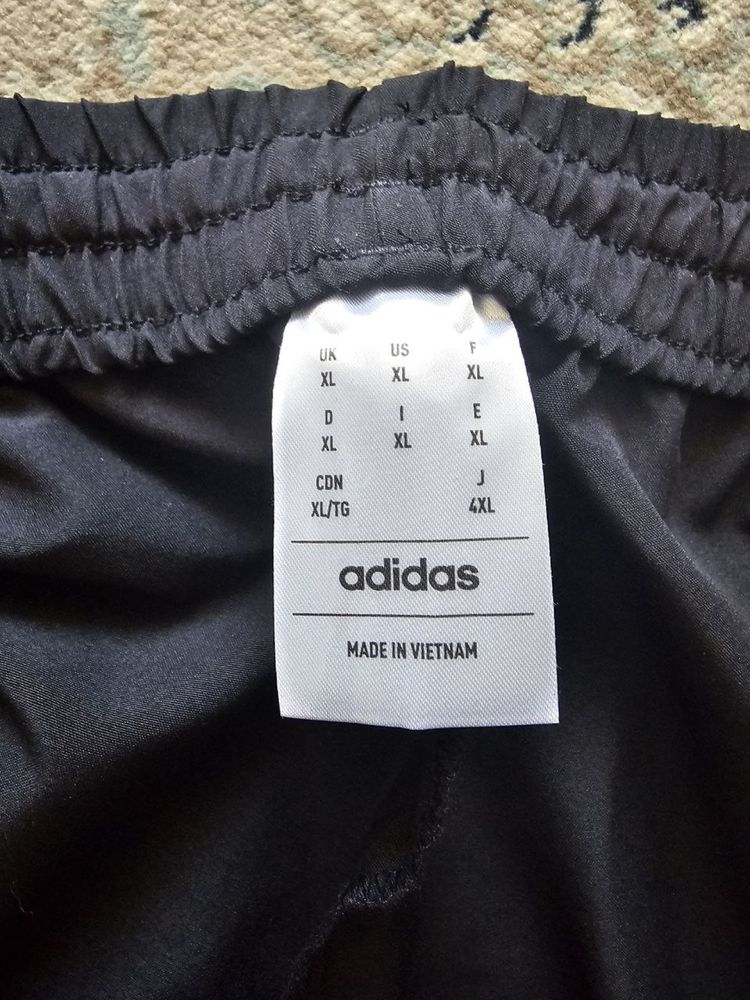 UK US F
XL XL XL
D I E
XL XL XL
CDN J
XL/TG 4XL
adidas
MADE IN VIETNAM